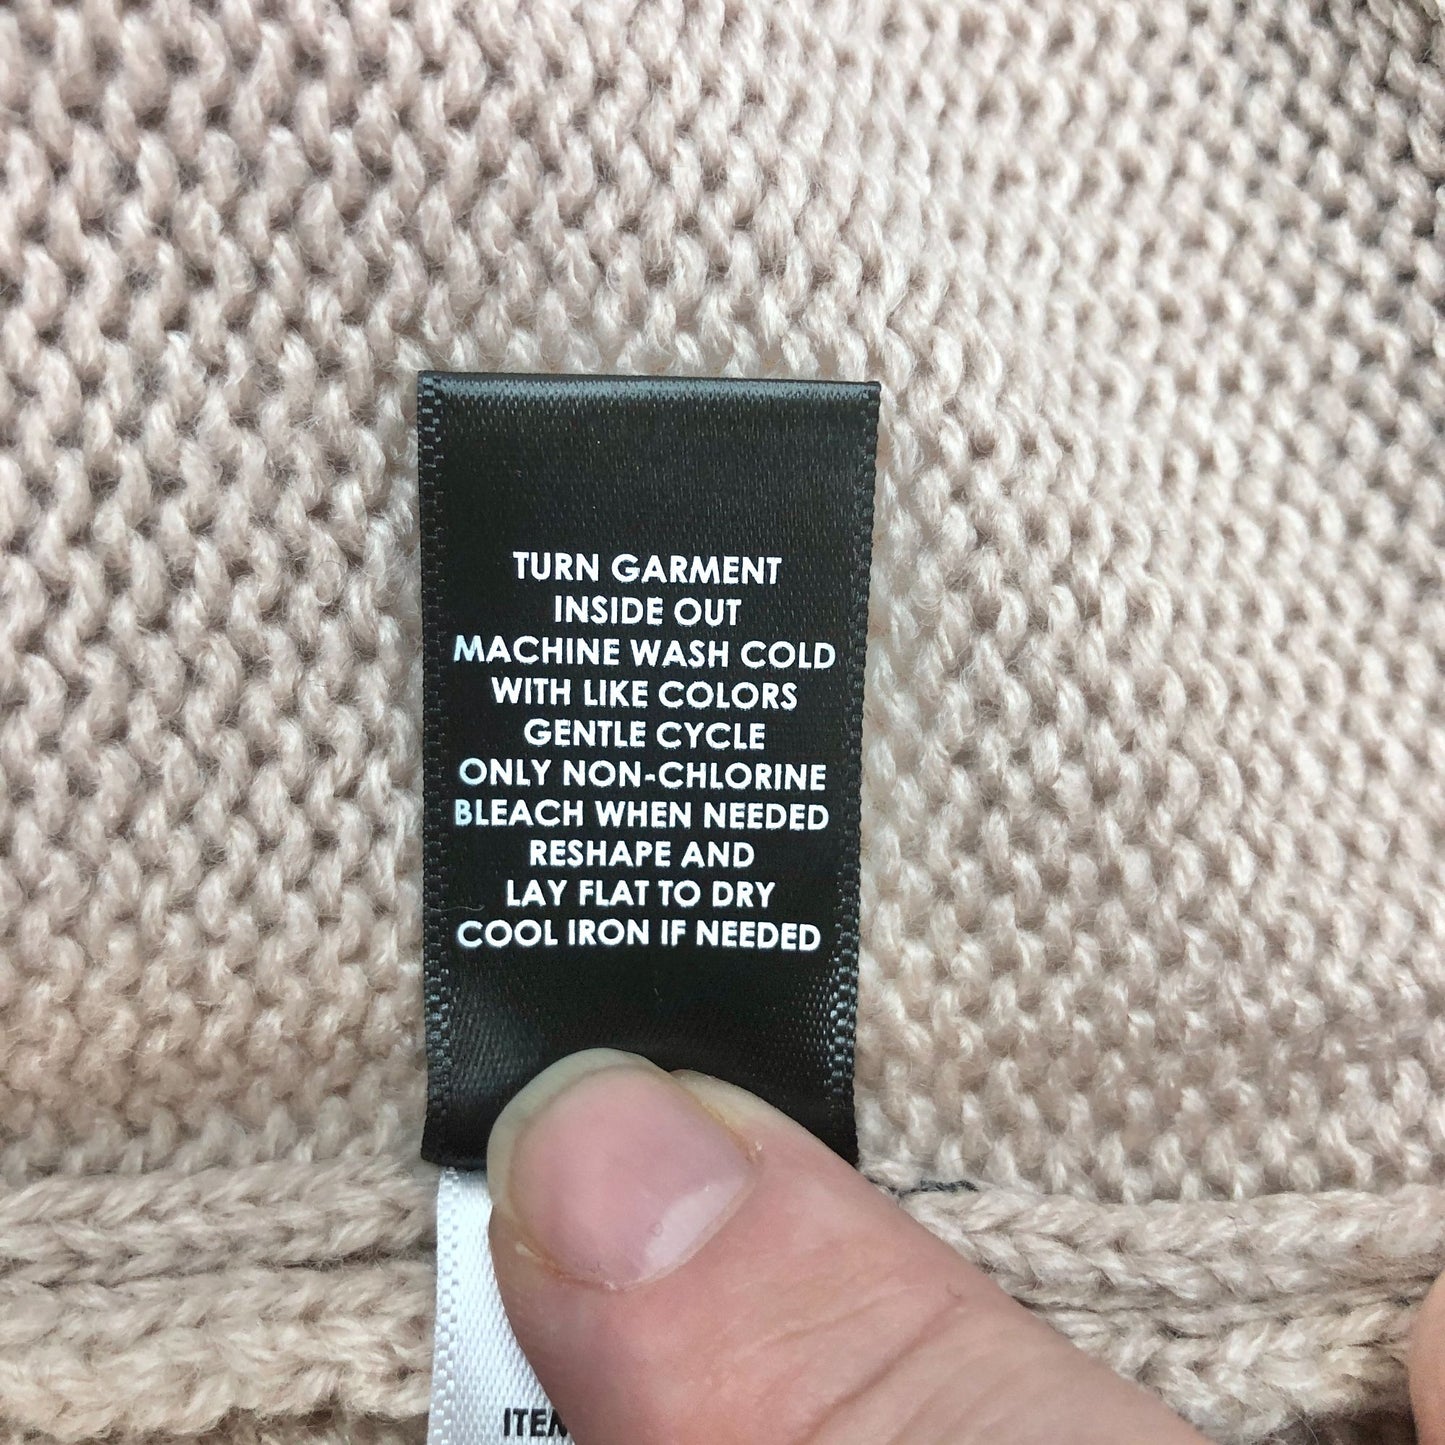 TURN GARMENT
INSIDE OUT
MACHINE WASH COLD
WITH LIKE COLORS
GENTLE CYCLE
ONLY NON-CHLORINE
BLEACH WHEN NEEDED
RESHAPE AND
LAY FLAT TO DRY
COOL IRON IF NEEDED